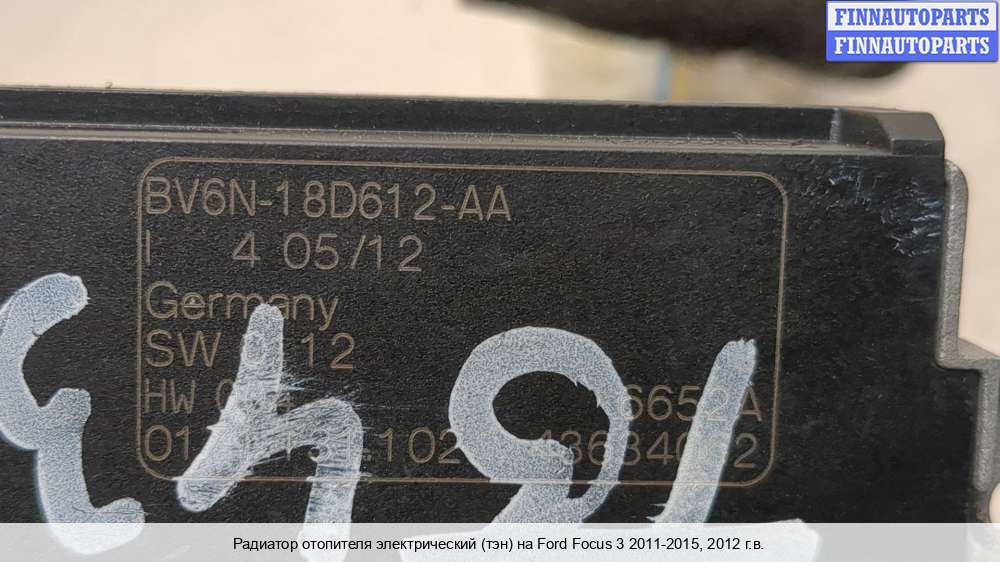 FINNAUTOPARTS
FINNAUTOPARTS
BV6N-18D612-AA
I 4 05/12
Germany
SW 12
HW 6652A
Радиатор отопителя электрический (тэн) на Ford Focus 3 2011-2015, 2012 г.в.